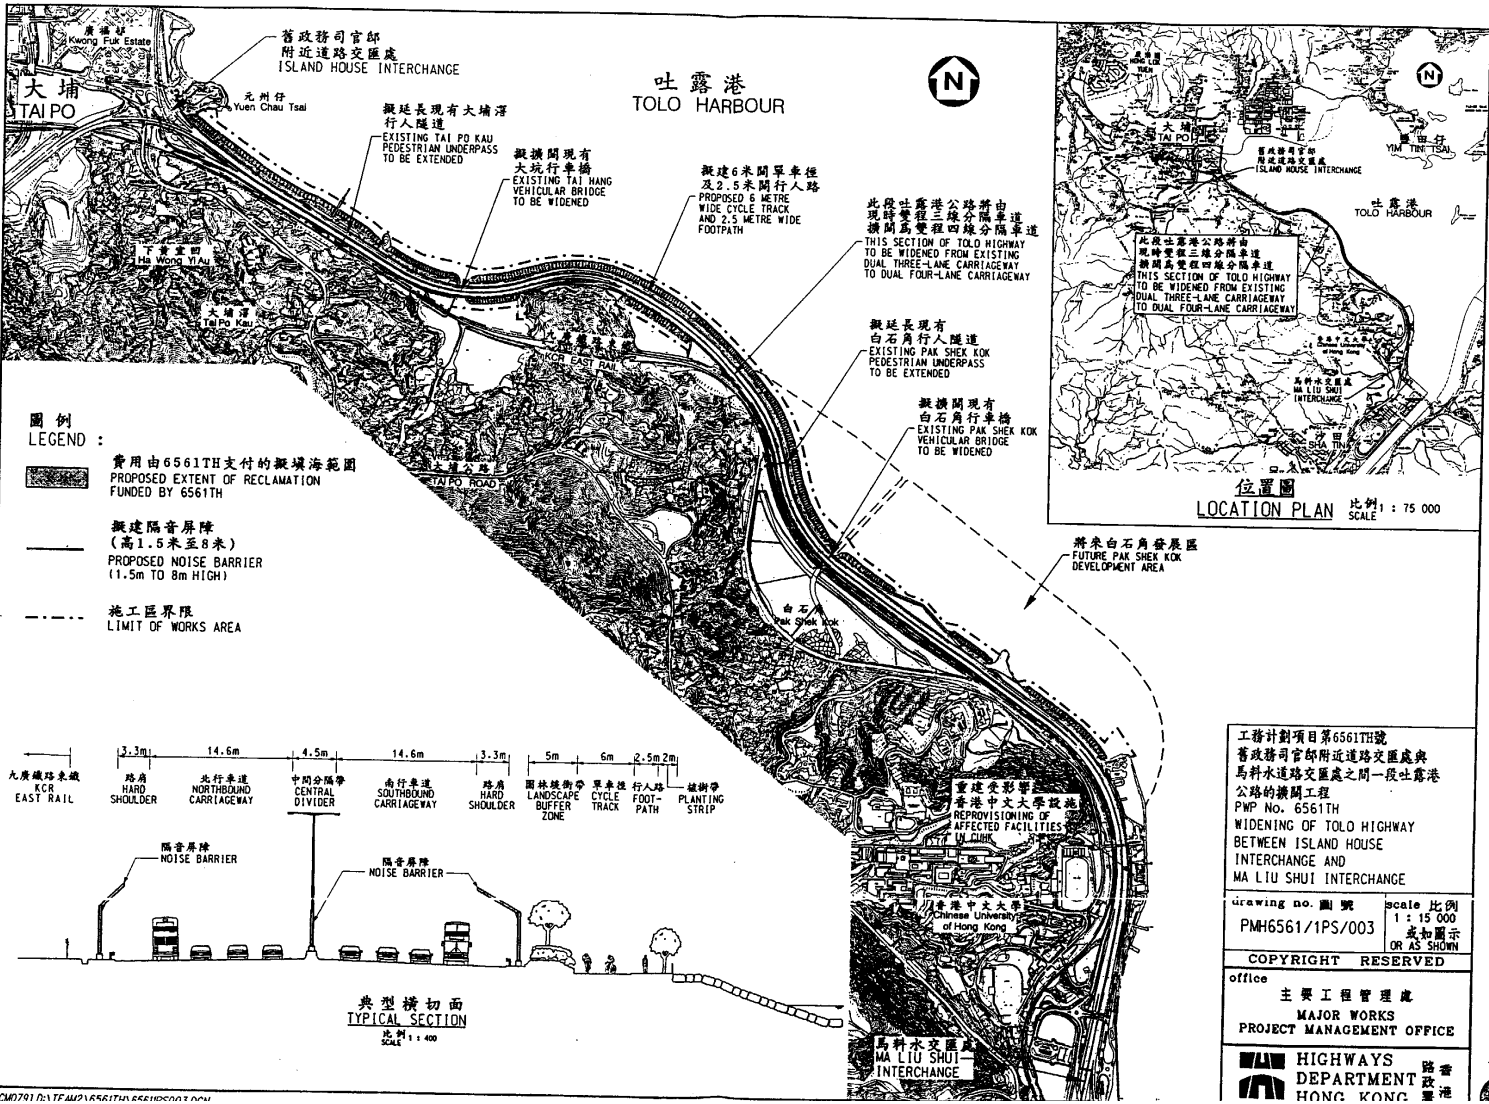 廣福邨
Kwong Fuk Estate
大埔
TAI PO
舊政務司官邸
附近道路交匯處
ISLAND HOUSE INTERCHANGE
元州仔
Yuen Chau Tsai
擬延長現有大埔滘
行人隧道
EXISTING TAI PO KAU
PEDESTRIAN UNDERPASS
TO BE EXTENDED
擬擴闊現有
大坑行車橋
EXISTING TAI HANG
VEHICULAR BRIDGE
TO BE WIDENED
吐露港
TOLO HARBOUR
N
擬建6米闊單車徑
及2.5米闊行人路
PROPOSED 6 METRE
WIDE CYCLE TRACK
AND 2.5 METRE WIDE
FOOTPATH
此段吐露港公路將由
現時雙程三線分隔車道
擴闊爲雙程四線分隔車道
THIS SECTION OF TOLO HIGHWAY
TO BE WIDENED FROM EXISTING
DUAL THREE-LANE CARRIAGEWAY
TO DUAL FOUR-LANE CARRIAGEWAY
擬延長現有
白石角行人隧道
EXISTING PAK SHEK KOK
PEDESTRIAN UNDERPASS
TO BE EXTENDED
擬擴闊現有
白石角行車橋
EXISTING PAK SHEK KOK
VEHICULAR BRIDGE
TO BE WIDENED
下黃宜凹
Ha Wong Yi Au
大埔滘
Tai Po Kau
九廣鐵路東鐵
KCR EAST RAIL
大埔公路
TAI PO ROAD
白石角
Pak Shek Kok
將來白石角發展區
FUTURE PAK SHEK KOK
DEVELOPMENT AREA
重建受影響
香港中文大學設施
REPROVISIONING OF
AFFECTED FACILITIES
IN CUHK
香港中文大學
Chinese University
of Hong Kong
馬料水交匯處
MA LIU SHUI
INTERCHANGE
N
HONG LOK
YUEN
大埔
TAI PO
鹽田仔
YIM TIN TSAI
舊政務司官邸
附近道路交匯處
ISLAND HOUSE INTERCHANGE
吐露港
TOLO HARBOUR
此段吐露港公路將由
現時雙程三線分隔車道
擴闊爲雙程四線分隔車道
THIS SECTION OF TOLO HIGHWAY
TO BE WIDENED FROM EXISTING
DUAL THREE-LANE CARRIAGEWAY
TO DUAL FOUR-LANE CARRIAGEWAY
香港中文大學
Chinese University
of Hong Kong
馬料水交匯處
MA LIU SHUI
INTERCHANGE
沙田
SHA TIN
位置圖
LOCATION PLAN
比例
SCALE 1 : 75 000
圖例
LEGEND :
費用由6561TH支付的擬填海範圍
PROPOSED EXTENT OF RECLAMATION
FUNDED BY 6561TH
擬建隔音屏障
(高1.5米至8米)
PROPOSED NOISE BARRIER
(1.5m TO 8m HIGH)
施工區界限
LIMIT OF WORKS AREA
3.3m 14.6m 4.5m 14.6m 3.3m 5m 6m 2.5m 2m
九廣鐵路東鐵
KCR
EAST RAIL
路肩
HARD
SHOULDER
北行車道
NORTHBOUND
CARRIAGEWAY
中間分隔帶
CENTRAL
DIVIDER
南行車道
SOUTHBOUND
CARRIAGEWAY
路肩
HARD
SHOULDER
園林緩衝帶
LANDSCAPE
BUFFER
ZONE
單車徑
CYCLE
TRACK
行人路
FOOT-
PATH
植樹帶
PLANTING
STRIP
隔音屏障
NOISE BARRIER
隔音屏障
NOISE BARRIER
典型橫切面
TYPICAL SECTION
比例
SCALE 1 : 400
工務計劃項目第6561TH號
舊政務司官邸附近道路交匯處與
馬料水道路交匯處之間一段吐露港
公路的擴闊工程
PWP No. 6561TH
WIDENING OF TOLO HIGHWAY
BETWEEN ISLAND HOUSE
INTERCHANGE AND
MA LIU SHUI INTERCHANGE
drawing no. 圖號
PMH6561/1PS/003
scale 比例
1 : 15 000
或如圖示
OR AS SHOWN
COPYRIGHT RESERVED
office
主要工程管理處
MAJOR WORKS
PROJECT MANAGEMENT OFFICE
HIGHWAYS
DEPARTMENT
HONG KONG
香港
路政署